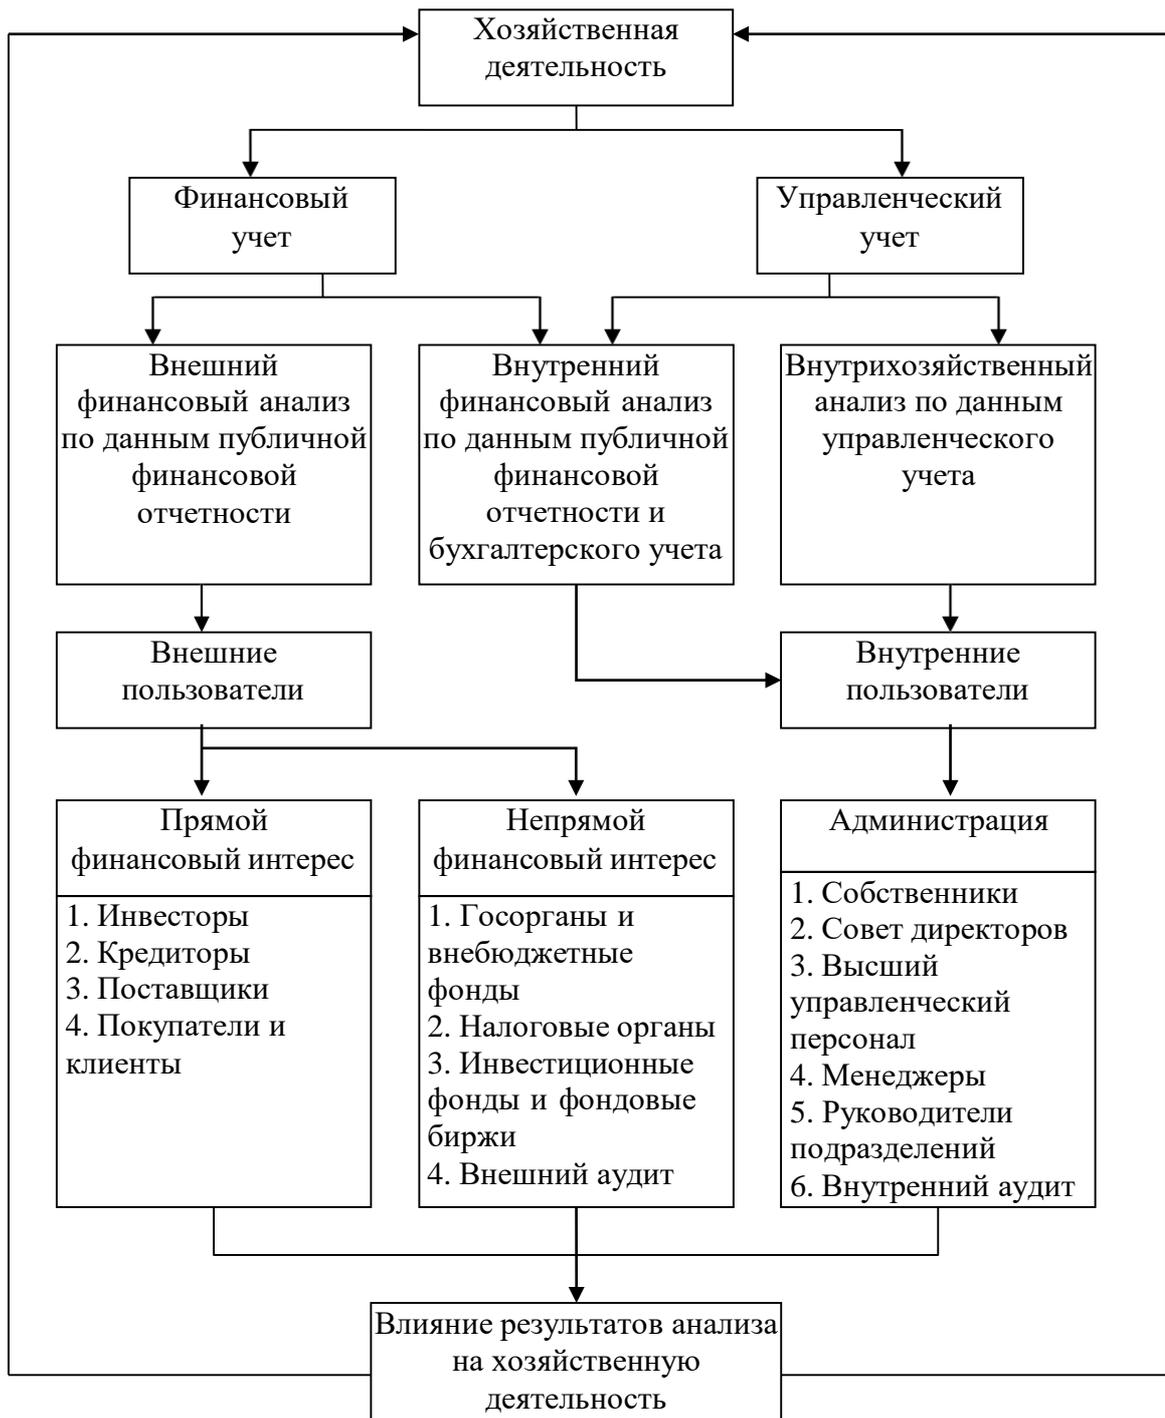 Хозяйственная
деятельность
Финансовый
учет
Управленческий
учет
Внешний
финансовый анализ
по данным публичной
финансовой
отчетности
Внутренний
финансовый анализ
по данным публичной
финансовой
отчетности и
бухгалтерского учета
Внутрихозяйственный
анализ по данным
управленческого
учета
Внешние
пользователи
Внутренние
пользователи
Прямой
финансовый интерес
1. Инвесторы
2. Кредиторы
3. Поставщики
4. Покупатели и
клиенты
Непрямой
финансовый интерес
1. Госорганы и
внебюджетные
фонды
2. Налоговые органы
3. Инвестиционные
фонды и фондовые
биржи
4. Внешний аудит
Администрация
1. Собственники
2. Совет директоров
3. Высший
управленческий
персонал
4. Менеджеры
5. Руководители
подразделений
6. Внутренний аудит
Влияние результатов анализа
на хозяйственную
деятельность